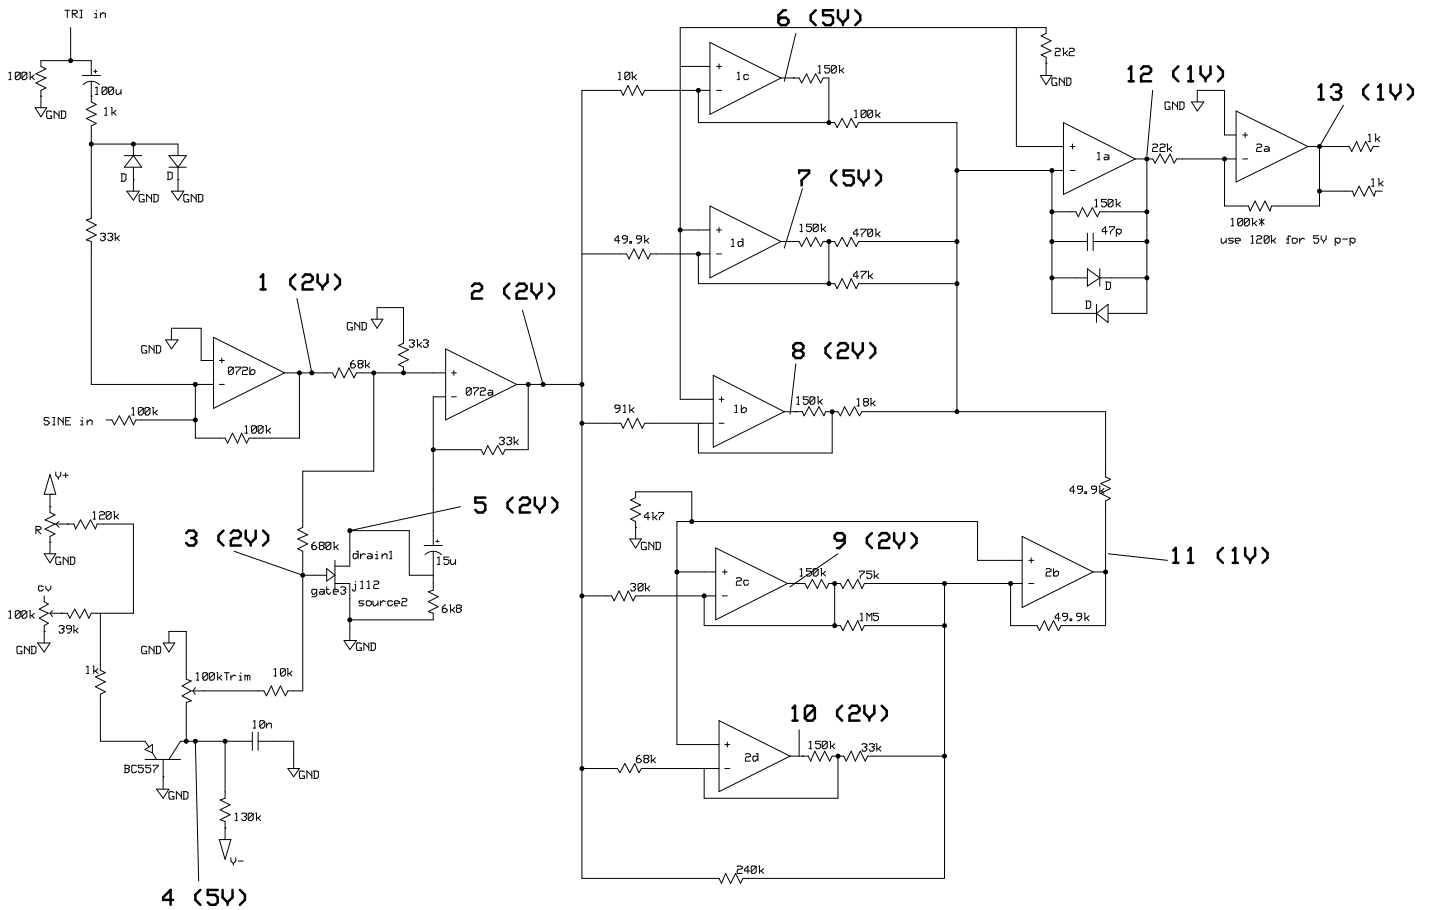 TRI in
6 (5V)
100k
100u
GND
1k
D
D
GND
GND
33k
10k
1c
+
−
150k
100k
2k2
GND
12 (1V)
GND
13 (1V)
1a
+
−
22k
2a
+
−
1k
1k
100k*
use 120k for 5V p-p
150k
47p
D
D
7 (5V)
49.9k
1d
+
−
150k
470k
47k
1 (2V)
2 (2V)
GND
072b
+
−
68k
GND
3k3
072a
+
−
33k
SINE in
100k
100k
8 (2V)
91k
1b
+
−
150k
18k
49.9k
V+
R
120k
GND
3 (2V)
5 (2V)
680k
drain1
gate3
j112
source2
15u
6k8
GND
cv
100k
39k
GND
1k
GND
100kTrim
10k
BC557
GND
10n
GND
130k
V-
4 (5V)
4k7
GND
9 (2V)
30k
2c
+
−
150k
75k
1M5
2b
+
−
49.9k
11 (1V)
10 (2V)
68k
2d
+
−
150k
33k
240k